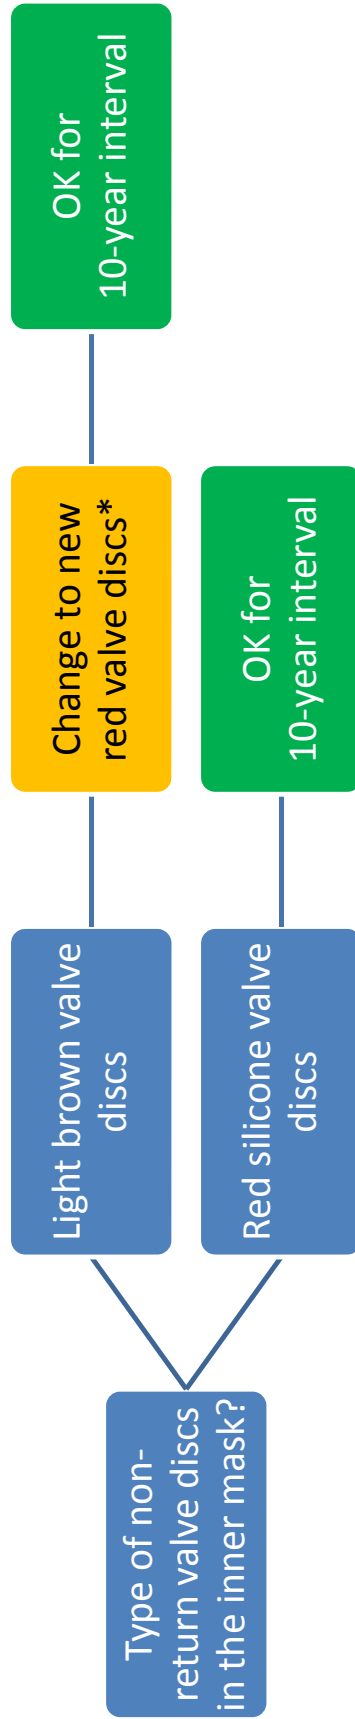 Type of non-
return valve discs
in the inner mask?
Light brown valve
discs
Change to new
red valve discs*
OK for
10-year interval
Red silicone valve
discs
OK for
10-year interval